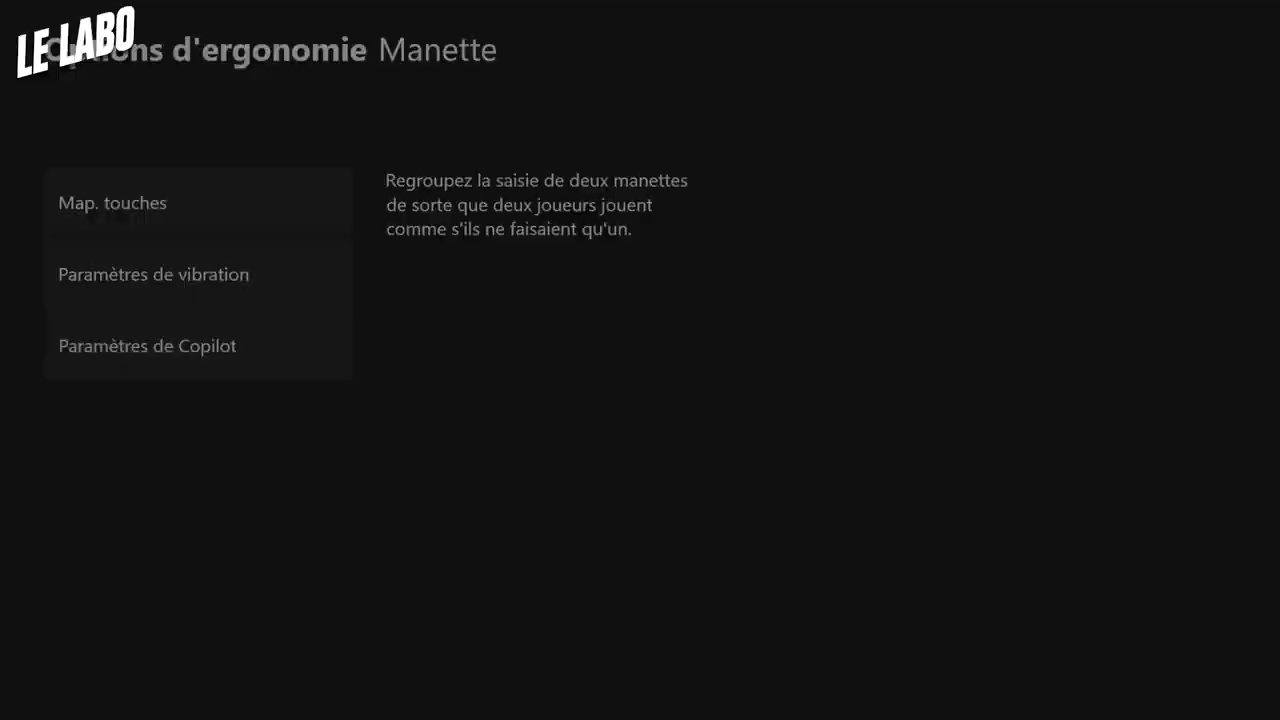 LE LABO
Options d'ergonomie Manette
Map. touches
Paramètres de vibration
Paramètres de Copilot
Regroupez la saisie de deux manettes
de sorte que deux joueurs jouent
comme s'ils ne faisaient qu'un.